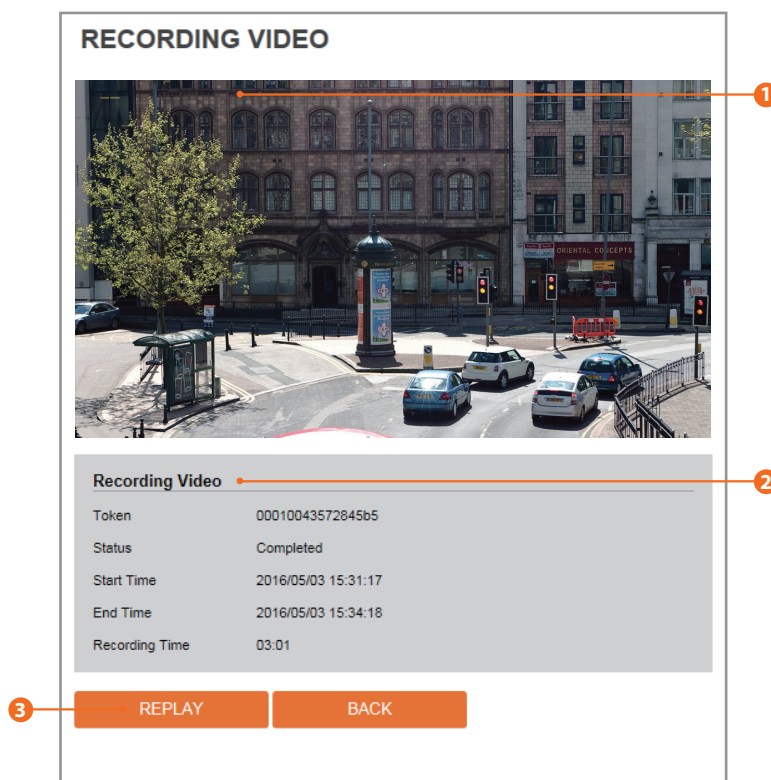 RECORDING VIDEO
1
ORIENTAL CONCEPTS
Recording Video
2
Token 00010043572845b5
Status Completed
Start Time 2016/05/03 15:31:17
End Time 2016/05/03 15:34:18
Recording Time 03:01
3
REPLAY BACK